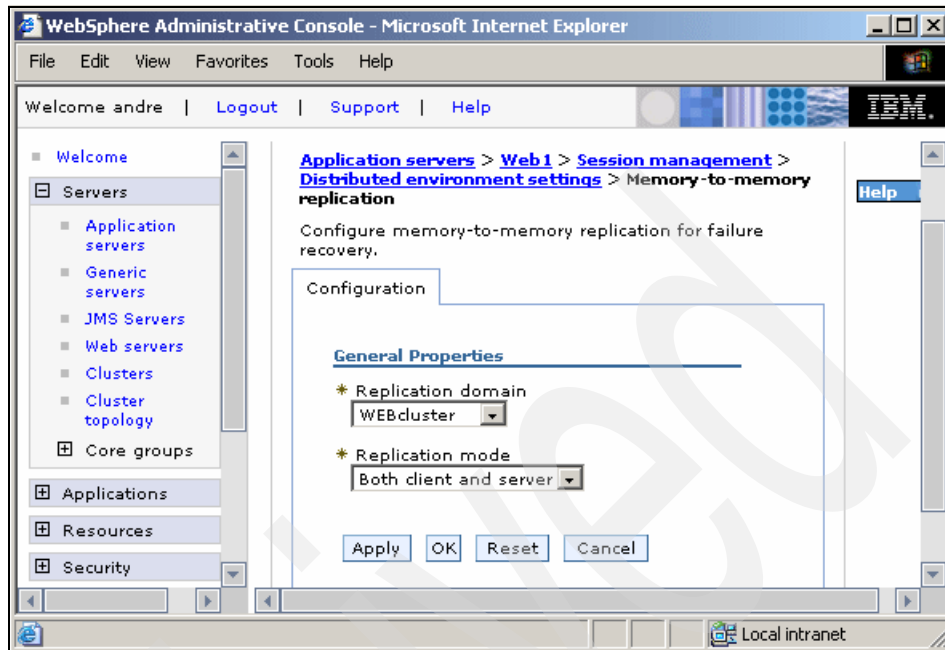 WebSphere Administrative Console - Microsoft Internet Explorer
File Edit View Favorites Tools Help
Welcome andre | Logout | Support | Help
IBM.
Welcome
Servers
Application
servers
Generic
servers
JMS Servers
Web servers
Clusters
Cluster
topology
Core groups
Applications
Resources
Security
Application servers > Web1 > Session management >
Distributed environment settings > Memory-to-memory
replication
Configure memory-to-memory replication for failure
recovery.
Configuration
General Properties
* Replication domain
WEBcluster
* Replication mode
Both client and server
Apply OK Reset Cancel
Help
Local intranet